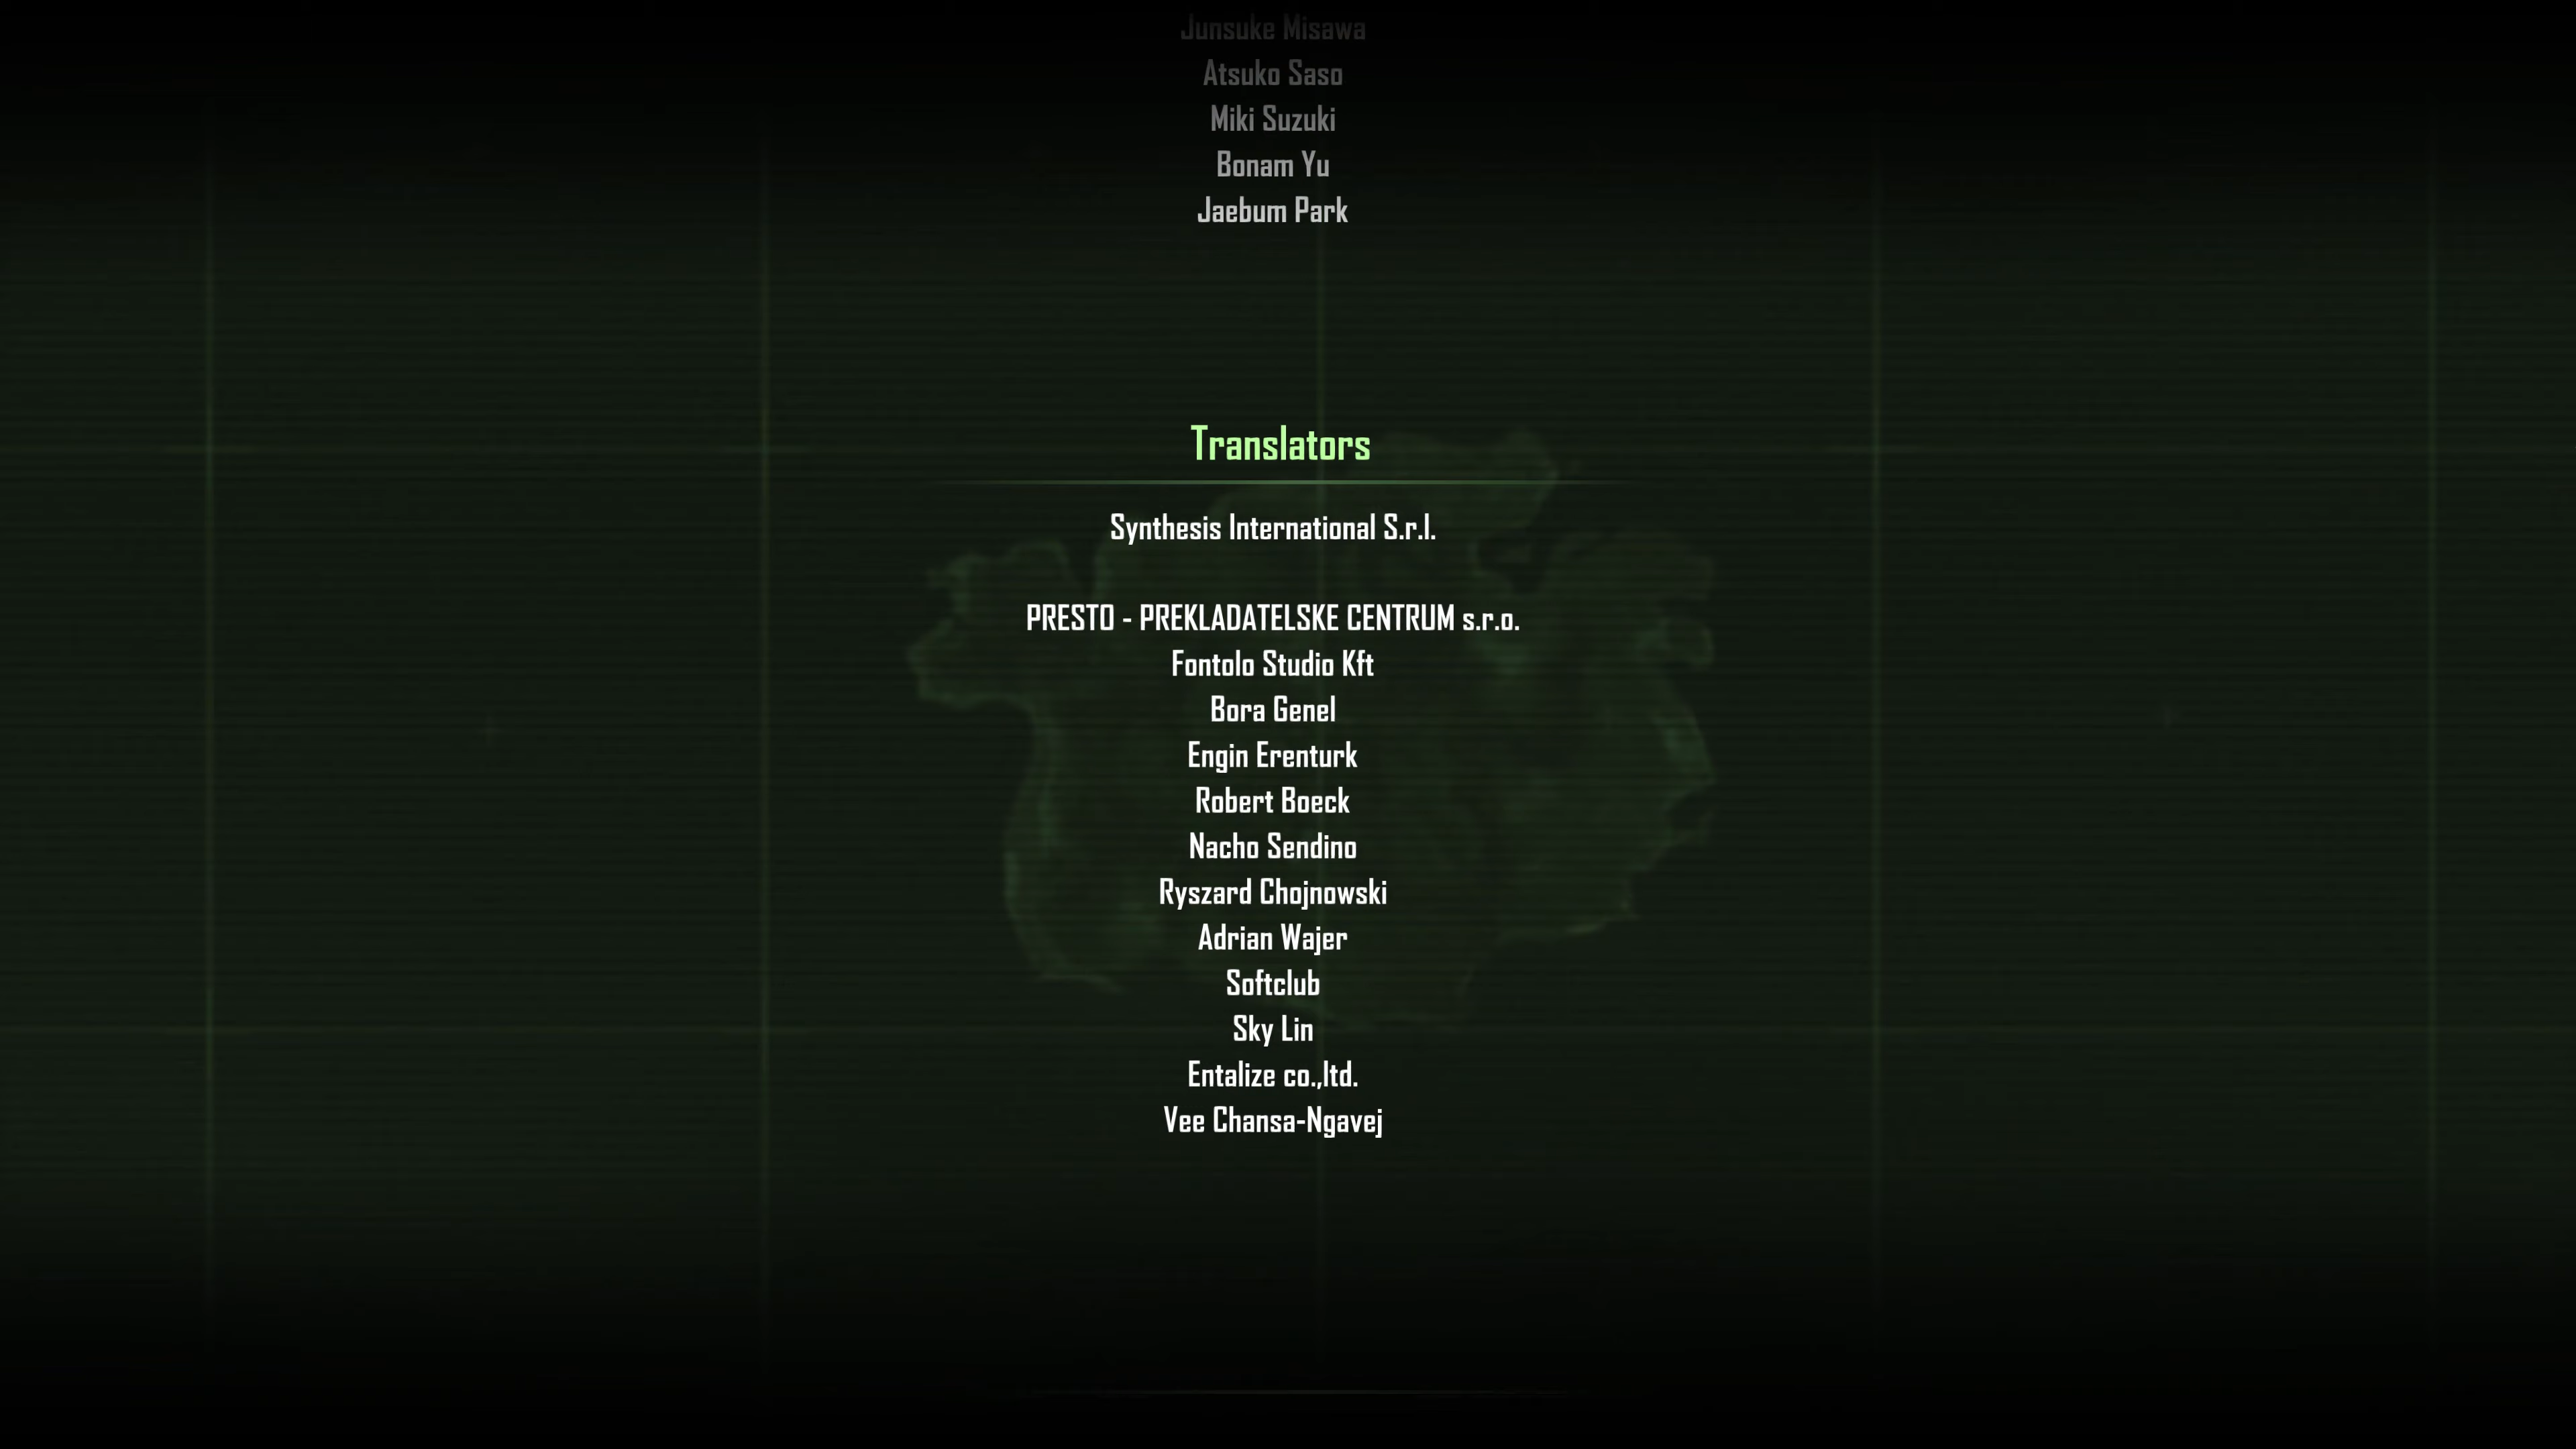 Junsuke Misawa
Atsuko Saso
Miki Suzuki
Bonam Yu
Jaebum Park
Translators
Synthesis International S.r.l.
PRESTO - PREKLADATELSKE CENTRUM s.r.o.
Fontolo Studio Kft
Bora Genel
Engin Erenturk
Robert Boeck
Nacho Sendino
Ryszard Chojnowski
Adrian Wajer
Softclub
Sky Lin
Entalize co.,ltd.
Vee Chansa-Ngavej